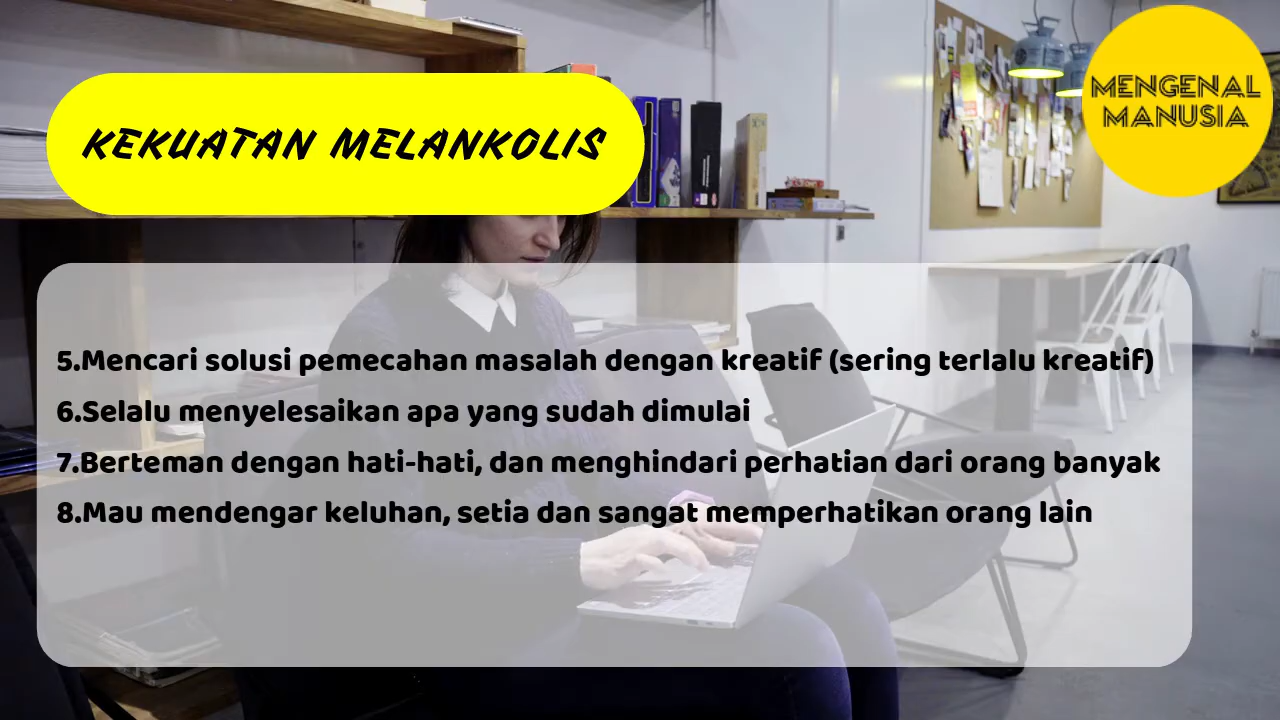 KEKUATAN MELANKOLIS
MENGENAL
MANUSIA
5.Mencari solusi pemecahan masalah dengan kreatif (sering terlalu kreatif)
6.Selalu menyelesaikan apa yang sudah dimulai
7.Berteman dengan hati-hati, dan menghindari perhatian dari orang banyak
8.Mau mendengar keluhan, setia dan sangat memperhatikan orang lain